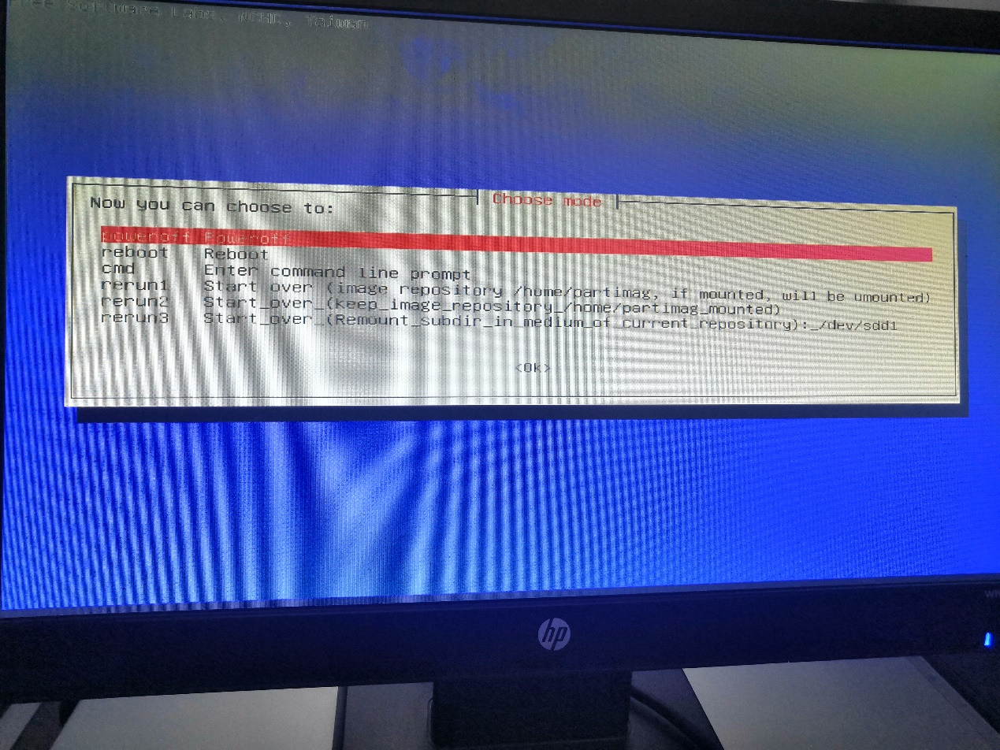 Free Software Labs, NCHC, Taiwan
Choose mode
Now you can choose to:
poweroff Poweroff
reboot Reboot
cmd Enter command line prompt
rerun1 Start over (image repository /home/partimag, if mounted, will be umounted)
rerun2 Start_over_(keep_image_repository_/home/partimag_mounted)
rerun3 Start_over_(Remount_subdir_in_medium_of_current_repository):_/dev/sdd1
<Ok>
hp